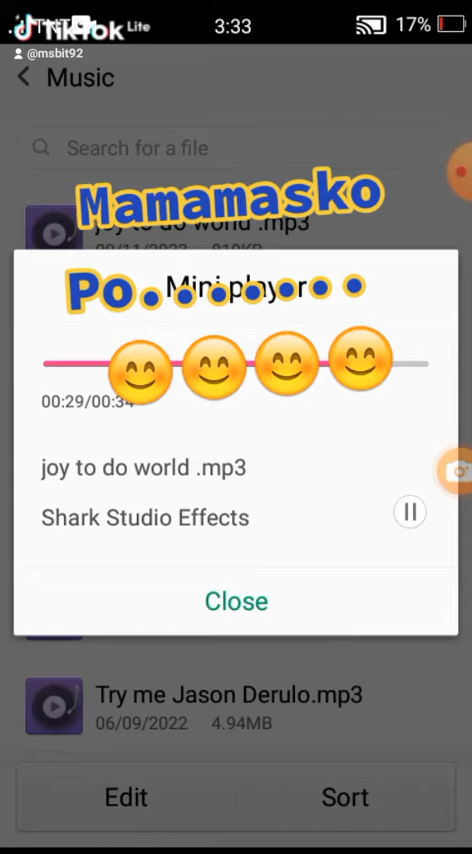 TikTok Lite
3:33
17%
@msbit92
Music
Search for a file
Mamamasko
joy to do world .mp3
Po.......
Mini player
00:29/00:34
joy to do world .mp3
Shark Studio Effects
Close
Try me Jason Derulo.mp3
06/09/2022 4.94MB
Edit
Sort